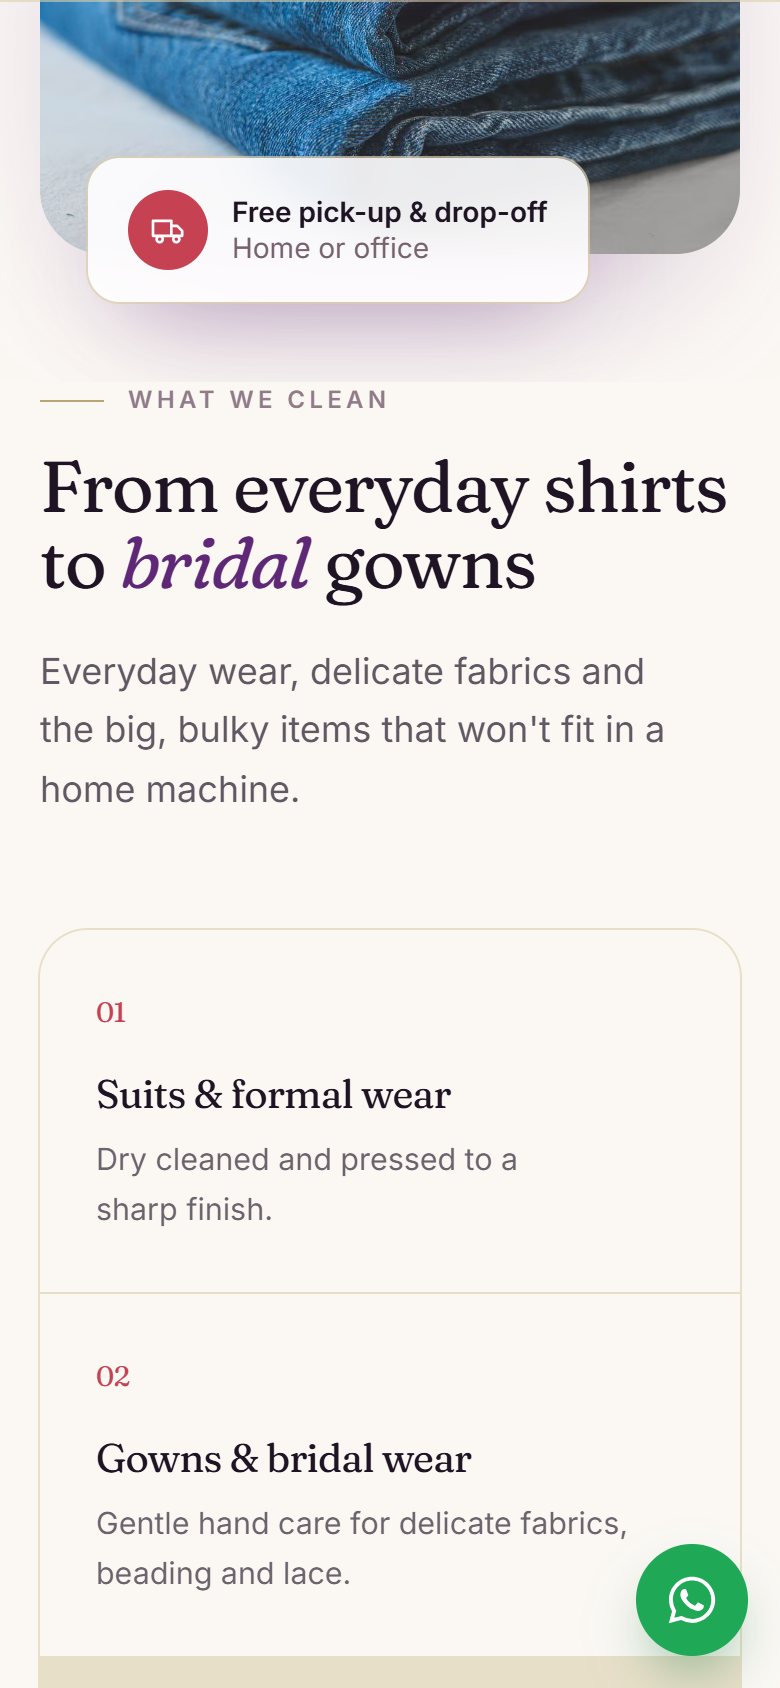 Free pick-up & drop-off
Home or office
WHAT WE CLEAN
From everyday shirts
to bridal gowns
Everyday wear, delicate fabrics and
the big, bulky items that won't fit in a
home machine.
01
Suits & formal wear
Dry cleaned and pressed to a
sharp finish.
02
Gowns & bridal wear
Gentle hand care for delicate fabrics,
beading and lace.